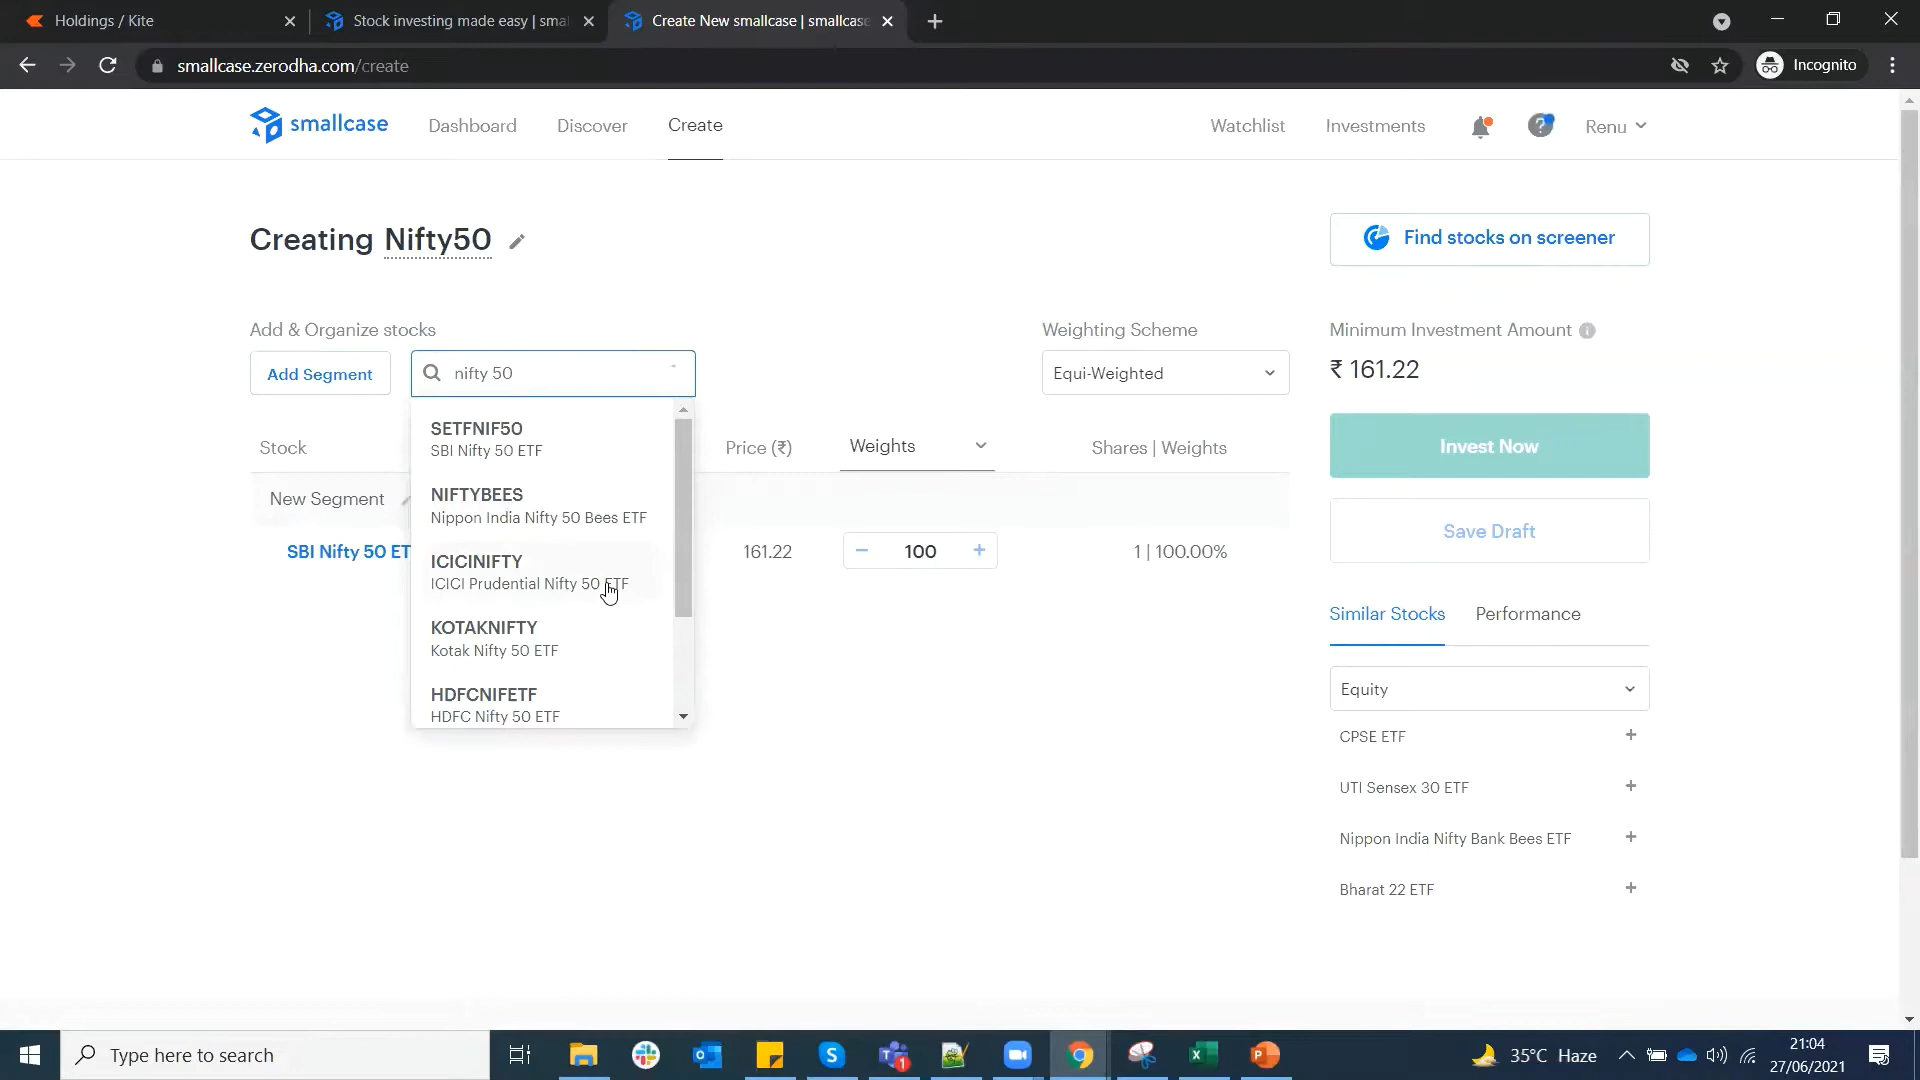 Holdings / Kite
Stock investing made easy | sma
Create New smallcase | smallcase
smallcase.zerodha.com/create
Incognito
smallcase
Dashboard
Discover
Create
Watchlist
Investments
?
Renu
Creating Nifty50
Find stocks on screener
Add & Organize stocks
Weighting Scheme
Minimum Investment Amount
Add Segment
nifty 50
Equi-Weighted
₹ 161.22
SETFNIF50
SBI Nifty 50 ETF
Stock
Price (₹)
Weights
Shares | Weights
Invest Now
NIFTYBEES
Nippon India Nifty 50 Bees ETF
New Segment
Save Draft
SBI Nifty 50 ET
161.22
− 100 +
1 | 100.00%
ICICINIFTY
ICICI Prudential Nifty 50 ETF
KOTAKNIFTY
Kotak Nifty 50 ETF
HDFCNIFETF
HDFC Nifty 50 ETF
Similar Stocks
Performance
Equity
CPSE ETF +
UTI Sensex 30 ETF +
Nippon India Nifty Bank Bees ETF +
Bharat 22 ETF +
Type here to search
35°C Haze
21:04
27/06/2021